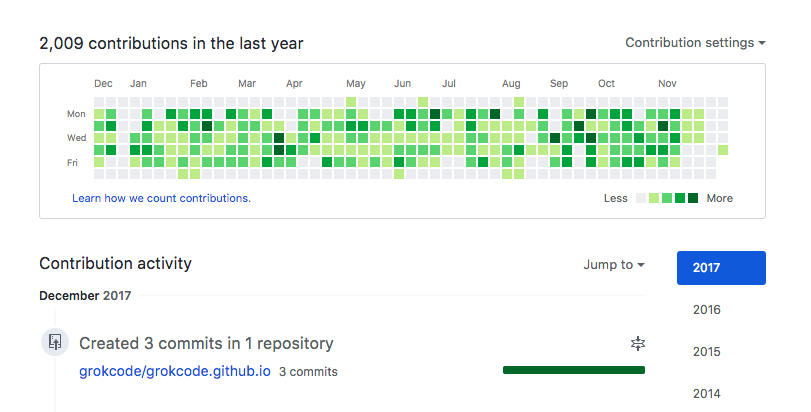 2,009 contributions in the last year
Contribution settings
Dec Jan Feb Mar Apr May Jun Jul Aug Sep Oct Nov
Mon
Wed
Fri
Learn how we count contributions.
Less More
Contribution activity
Jump to
2017
December 2017
2016
Created 3 commits in 1 repository
2015
grokcode/grokcode.github.io 3 commits
2014